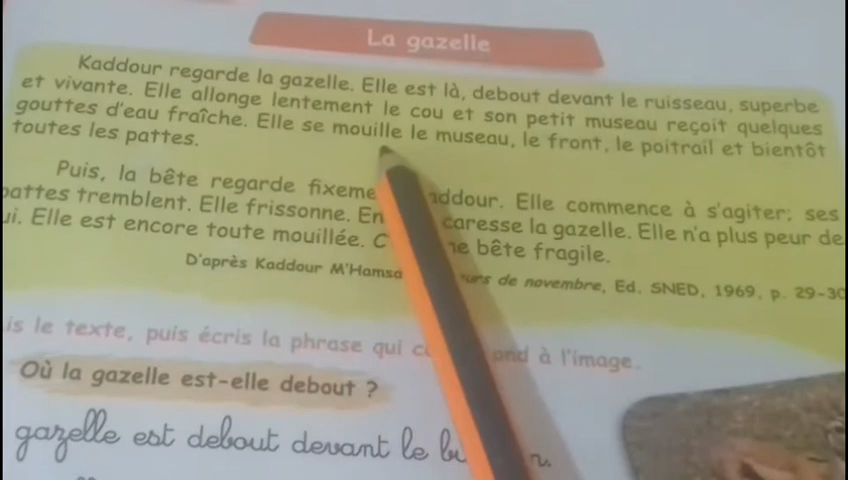 La gazelle
Kaddour regarde la gazelle. Elle est là, debout devant le ruisseau, superbe
et vivante. Elle allonge lentement le cou et son petit museau reçoit quelques
gouttes d'eau fraîche. Elle se mouille le museau, le front, le poitrail et bientôt
toutes les pattes.
Puis, la bête regarde fixeme ddour. Elle commence à s'agiter; ses
pattes tremblent. Elle frissonne. En caresse la gazelle. Elle n'a plus peur de
ui. Elle est encore toute mouillée. C ne bête fragile.
D'après Kaddour M'Hamsa urs de novembre, Ed. SNED, 1969, p. 29-30
is le texte, puis écris la phrase qui c ond à l'image.
Où la gazelle est-elle debout ?
gazelle est debout devant le bu